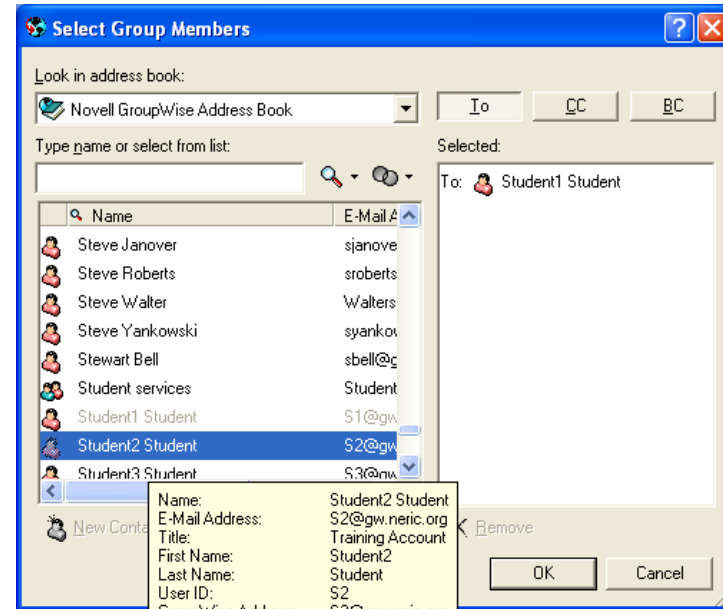 Select Group Members
Look in address book:
Novell GroupWise Address Book
To CC BC
Type name or select from list:
Selected:
To: Student1 Student
Name E-Mail A
Steve Janover sjanove
Steve Roberts sroberts
Steve Walter Walters
Steve Yankowski syankov
Stewart Bell sbell@g
Student services Student
Student1 Student S1@gw
Student2 Student S2@gw
Student3 Student S3@gw
Name: Student2 Student
E-Mail Address: S2@gw.neric.org
Title: Training Account
First Name: Student2
Last Name: Student
User ID: S2
New Conta
Remove
OK Cancel